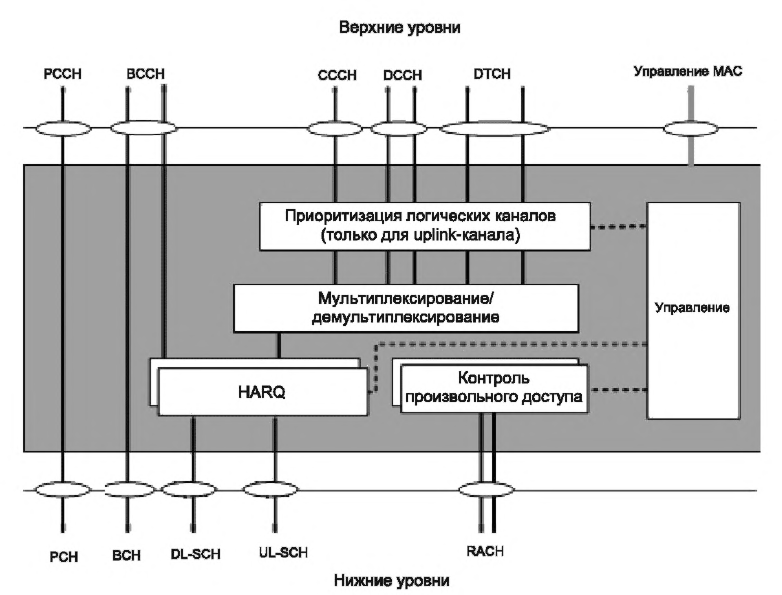 Верхние уровни
PCCH BCCH CCCH DCCH DTCH Управление MAC
Приоритизация логических каналов
(только для uplink-канала)
Мультиплексирование/
демультиплексирование
Управление
HARQ
Контроль
произвольного доступа
PCH BCH DL-SCH UL-SCH RACH
Нижние уровни